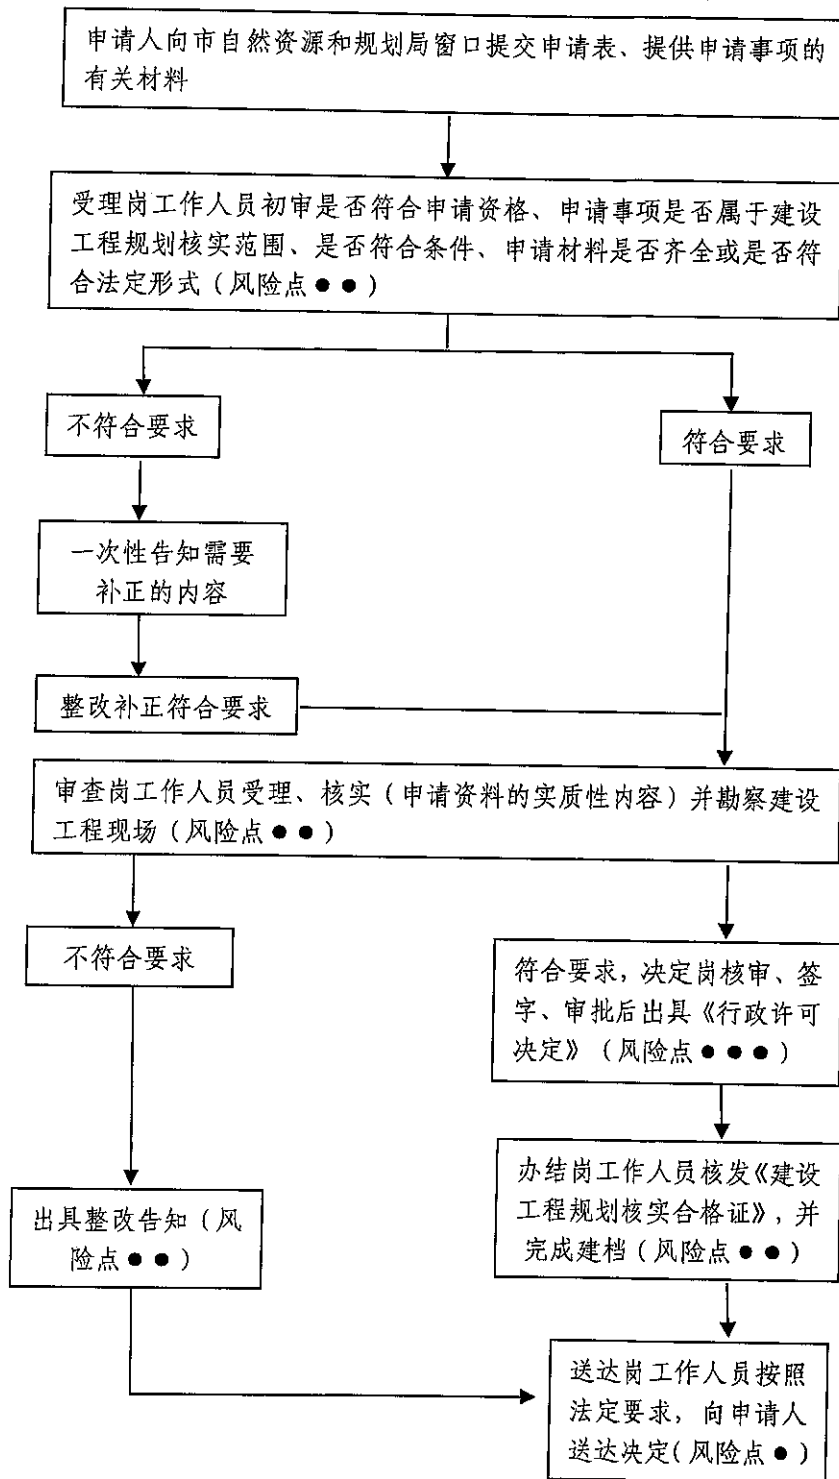 申请人向市自然资源和规划局窗口提交申请表、提供申请事项的
有关材料
受理岗工作人员初审是否符合申请资格、申请事项是否属于建设
工程规划核实范围、是否符合条件、申请材料是否齐全或是否符
合法定形式（风险点●●）
不符合要求
符合要求
一次性告知需要
补正的内容
整改补正符合要求
审查岗工作人员受理、核实（申请资料的实质性内容）并勘察建设
工程现场（风险点●●）
不符合要求
符合要求，决定岗核审、签
字、审批后出具《行政许可
决定》（风险点●●●）
办结岗工作人员核发《建设
工程规划核实合格证》，并
完成建档（风险点●●）
出具整改告知（风
险点●●）
送达岗工作人员按照
法定要求，向申请人
送达决定（风险点●）